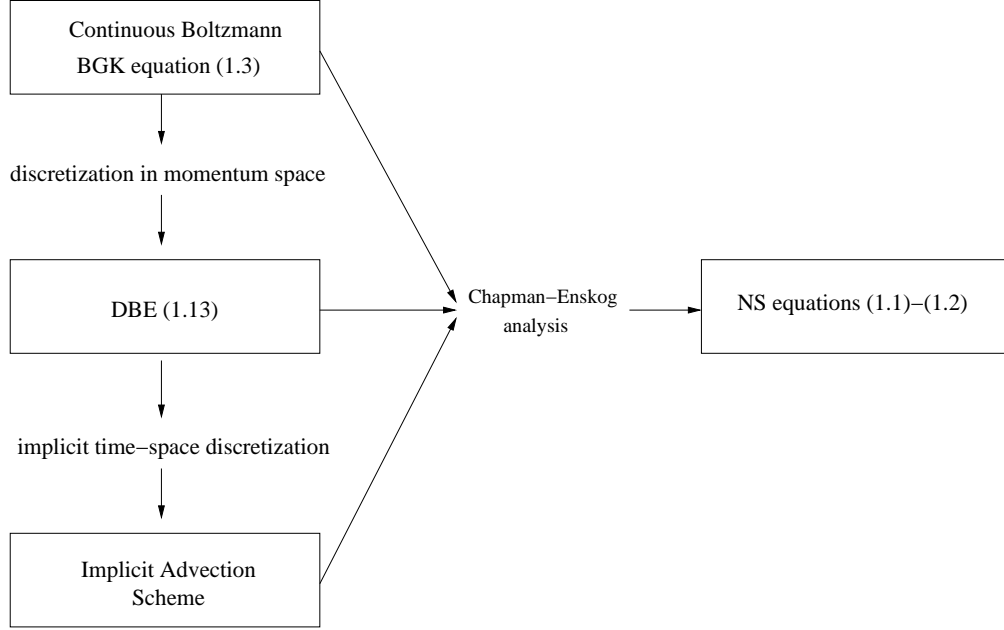 Continuous Boltzmann
BGK equation (1.3)
discretization in momentum space
DBE (1.13)
Chapman−Enskog
analysis
NS equations (1.1)−(1.2)
implicit time−space discretization
Implicit Advection
Scheme